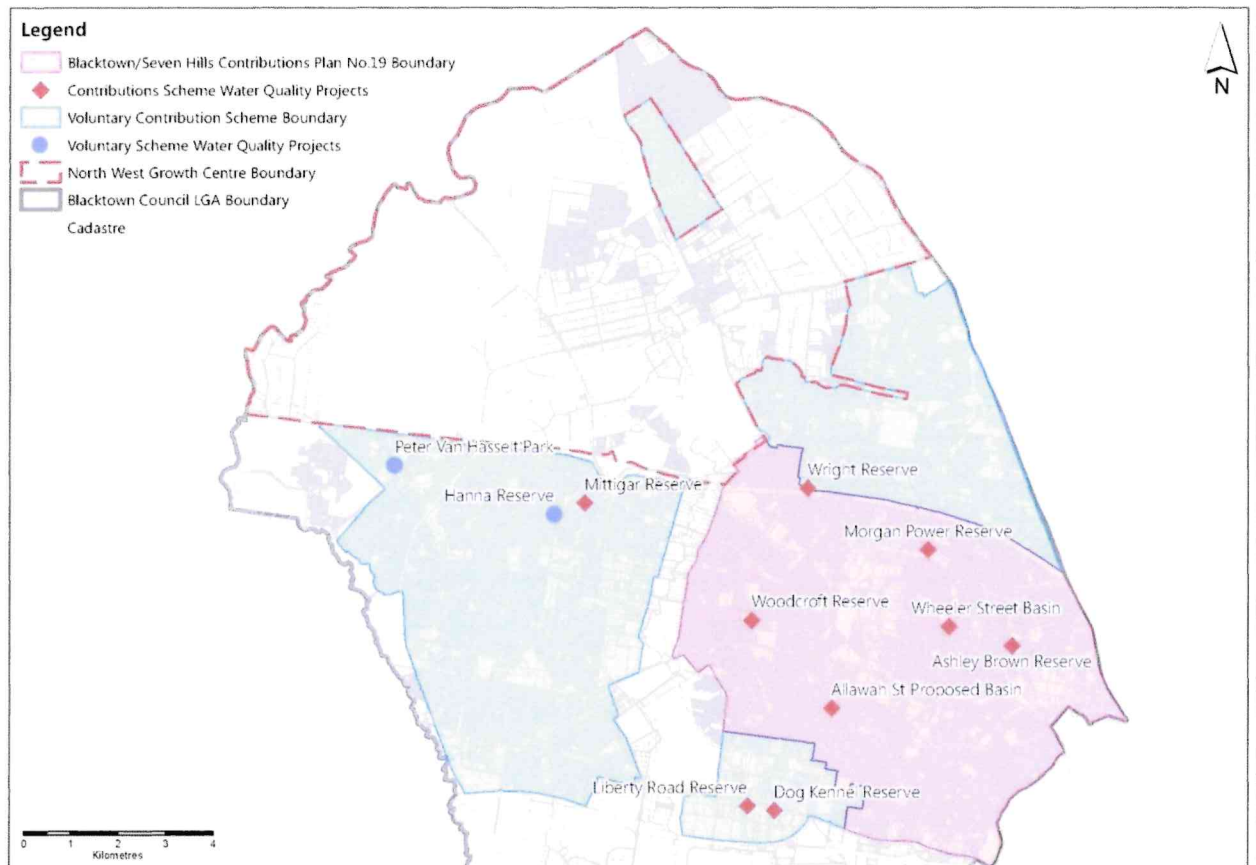 Legend
Blacktown/Seven Hills Contributions Plan No.19 Boundary
Contributions Scheme Water Quality Projects
Voluntary Contribution Scheme Boundary
Voluntary Scheme Water Quality Projects
North West Growth Centre Boundary
Blacktown Council LGA Boundary
Cadastre
N
Peter Van Hasselt Park
Wright Reserve
Mittigar Reserve
Hanna Reserve
Morgan Power Reserve
Woodcroft Reserve
Wheeler Street Basin
Ashley Brown Reserve
Allawan St Proposed Basin
Liberty Road Reserve
Dog Kennel Reserve
0 1 2 3 4
Kilometres